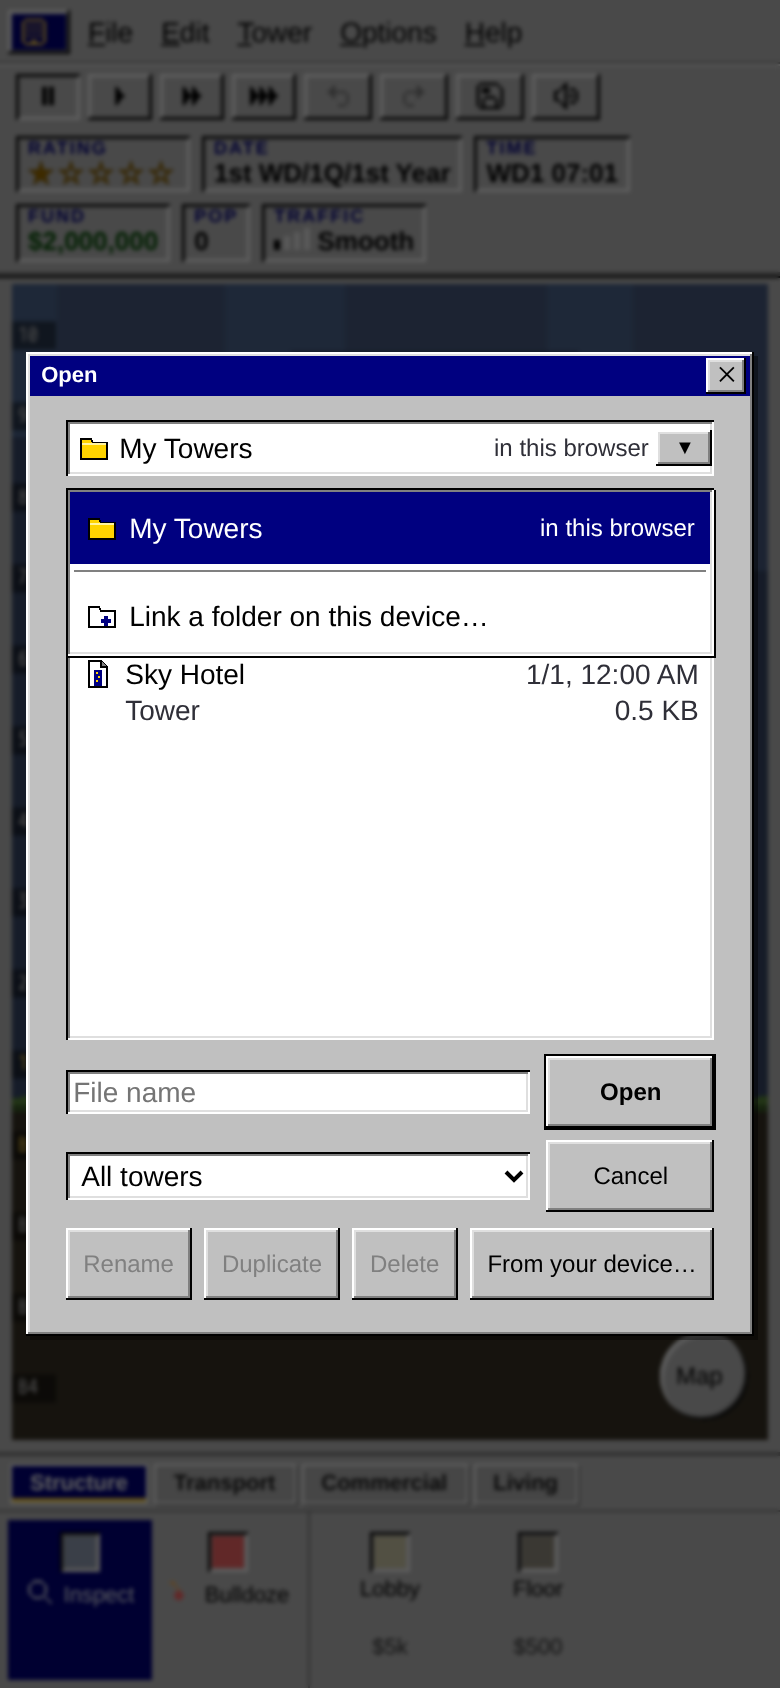 File Edit Tower Options Help
RATING DATE TIME
1st WD/1Q/1st Year WD1 07:01
FUND POP TRAFFIC
$2,000,000 0 Smooth
10
Open
My Towers in this browser
My Towers in this browser
Link a folder on this device…
Sky Hotel 1/1, 12:00 AM
Tower 0.5 KB
File name Open
All towers Cancel
Rename Duplicate Delete From your device…
B4 Map
Structure Transport Commercial Living
Inspect Bulldoze Lobby Floor
$5k $500